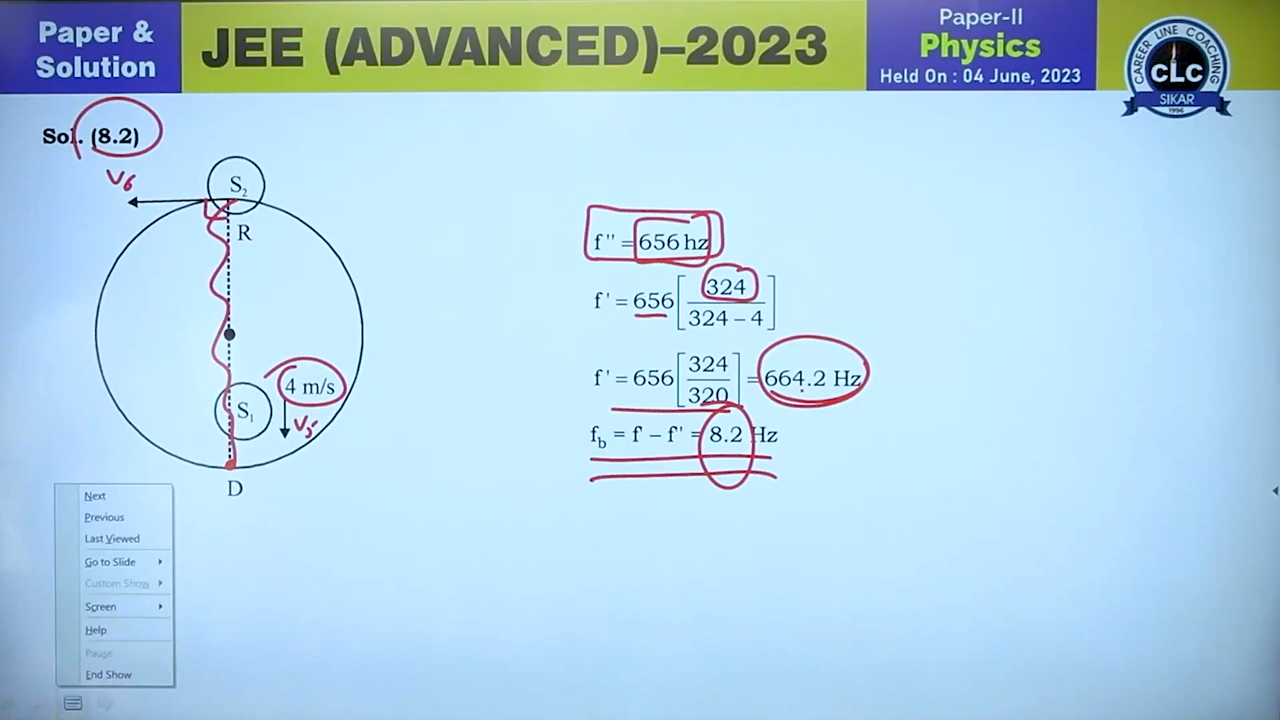 Paper &
Solution
JEE (ADVANCED)–2023
Paper-II
Physics
Held On : 04 June, 2023
CAREER LINE COACHING
CLC
SIKAR
1996
Sol. (8.2)
V6
S2
R
4 m/s
S1
V5
D
f" = 656 hz
f' = 656 [324 / 324 – 4]
f' = 656 [324 / 320] = 664.2 Hz
fb = f – f' = 8.2 Hz
Next
Previous
Last Viewed
Go to Slide
Custom Show
Screen
Help
Pause
End Show